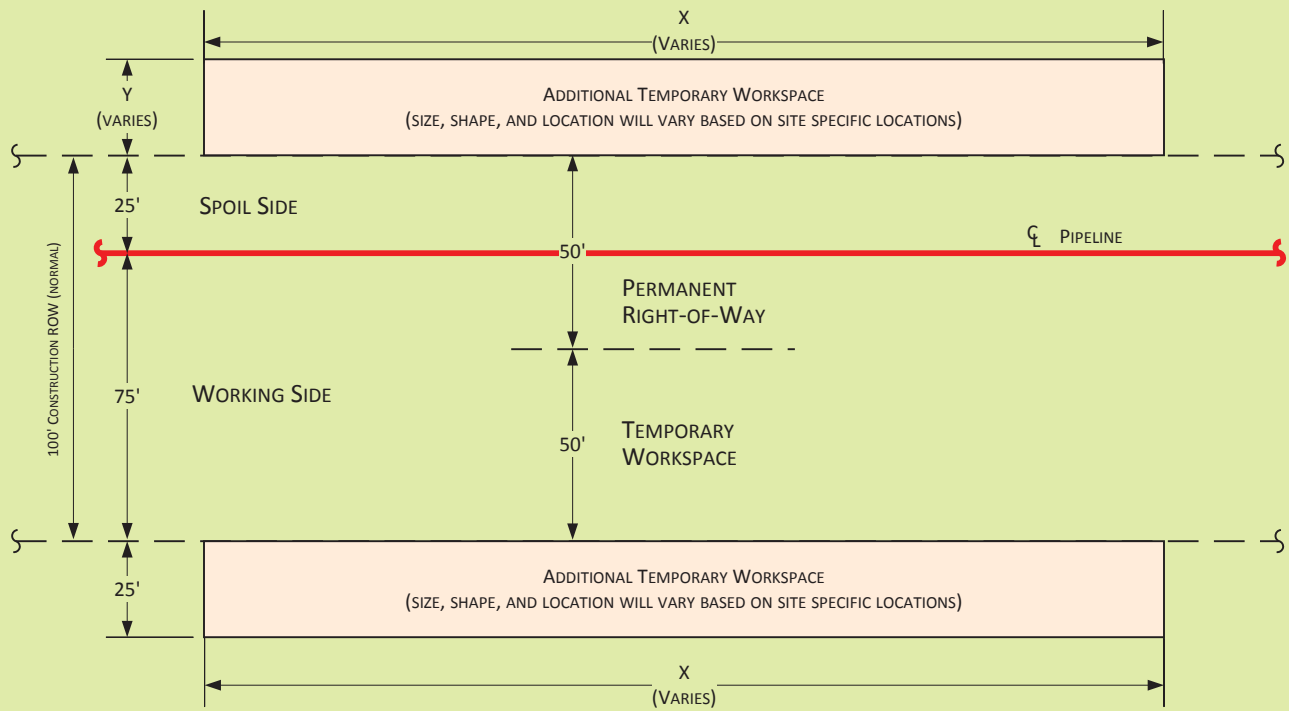 X
(VARIES)
Y
(VARIES)
ADDITIONAL TEMPORARY WORKSPACE
(SIZE, SHAPE, AND LOCATION WILL VARY BASED ON SITE SPECIFIC LOCATIONS)
25'
SPOIL SIDE
50'
℄ PIPELINE
PERMANENT
RIGHT-OF-WAY
100' CONSTRUCTION ROW (NORMAL)
75'
WORKING SIDE
50'
TEMPORARY
WORKSPACE
25'
ADDITIONAL TEMPORARY WORKSPACE
(SIZE, SHAPE, AND LOCATION WILL VARY BASED ON SITE SPECIFIC LOCATIONS)
X
(VARIES)